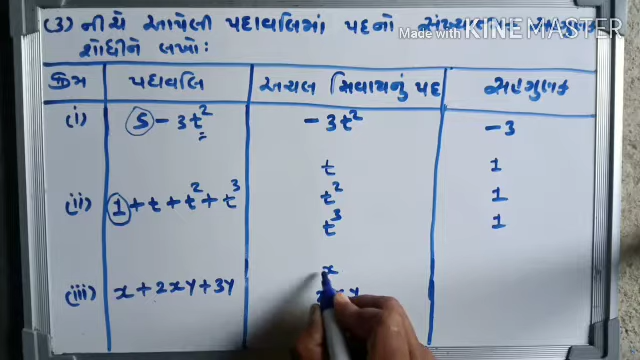 (3) નીચે આપેલી પદાવલિમાં પદનો
શોધીને લખો:
Made With KINEMASTER
ક્રમ પદાવલિ અચલ સિવાયનું પદ સહગુણક
(i) 5 - 3t² - 3t² - 3
t 1
(ii) 1 + t + t² + t³ t² 1
t³ 1
x
(iii) x + 2xy + 3y